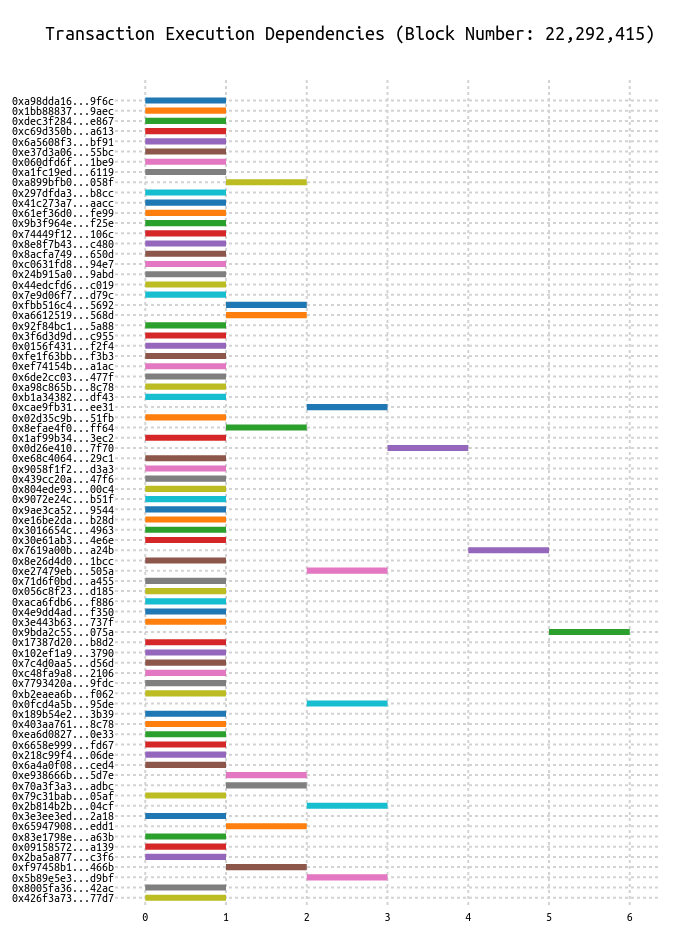 Transaction Execution Dependencies (Block Number: 22,292,415)
0xa98dda16...9f6c
0x1bb88837...9aec
0xdec3f284...e867
0xc69d350b...a613
0x6a5608f3...bf91
0xe37d3a06...55bc
0x060dfd6f...1be9
0xa1fc19ed...6119
0xa899bfb0...058f
0x297dfda3...b8cc
0x41c273a7...aacc
0x61ef36d0...fe99
0x9b3f964e...f25e
0x74449f12...106c
0x8e8f7b43...c480
0x8acfa749...650d
0xc0631fd8...94e7
0x24b915a0...9abd
0x44edcfd6...c019
0x7e9d06f7...d79c
0xfbb516c4...5692
0xa6612519...568d
0x92f84bc1...5a88
0x3f6d3d9d...c955
0x0156f431...f2f4
0xfe1f63bb...f3b3
0xef74154b...a1ac
0x6de2cc03...477f
0xa98c865b...8c78
0xb1a34382...df43
0xcae9fb31...ee31
0x02d35c9b...51fb
0x8efae4f0...ff64
0x1af99b34...3ec2
0x0d26e410...7f70
0xe68c4064...29c1
0x9058f1f2...d3a3
0x439cc20a...47f6
0x804ede93...00c4
0x9072e24c...b51f
0x9ae3ca52...9544
0xe16be2da...b28d
0x3016654c...4963
0x30e61ab3...4e6e
0x7619a00b...a24b
0x8e26d4d0...1bcc
0xe27479eb...505a
0x71d6f0bd...a455
0x056c8f23...d185
0xaca6fdb6...f886
0x4e9dd4ad...f350
0x3e443b63...737f
0x9bda2c55...075a
0x17387d20...b8d2
0x102ef1a9...3790
0x7c4d0aa5...d56d
0xc48fa9a8...2106
0x7793420a...9fdc
0xb2eaea6b...f062
0x0fcd4a5b...95de
0x189b54e2...3b39
0x403aa761...8c78
0xea6d0827...0e33
0x6658e999...fd67
0x218c99f4...06de
0x6a4a0f08...ced4
0xe938666b...5d7e
0x70a3f3a3...adbc
0x79c31bab...05af
0x2b814b2b...04cf
0x3e3ee3ed...2a18
0x65947908...edd1
0x83e1798e...a63b
0x09158572...a139
0x2ba5a877...c3f6
0xf97458b1...466b
0x5b89e5e3...d9bf
0x8005fa36...42ac
0x426f3a73...77d7
0 1 2 3 4 5 6